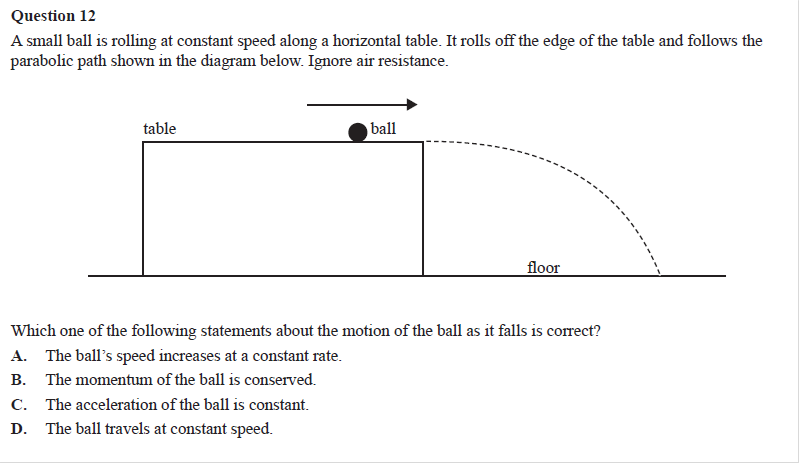 Question 12
A small ball is rolling at constant speed along a horizontal table. It rolls off the edge of the table and follows the
parabolic path shown in the diagram below. Ignore air resistance.
table
ball
floor
Which one of the following statements about the motion of the ball as it falls is correct?
A. The ball’s speed increases at a constant rate.
B. The momentum of the ball is conserved.
C. The acceleration of the ball is constant.
D. The ball travels at constant speed.